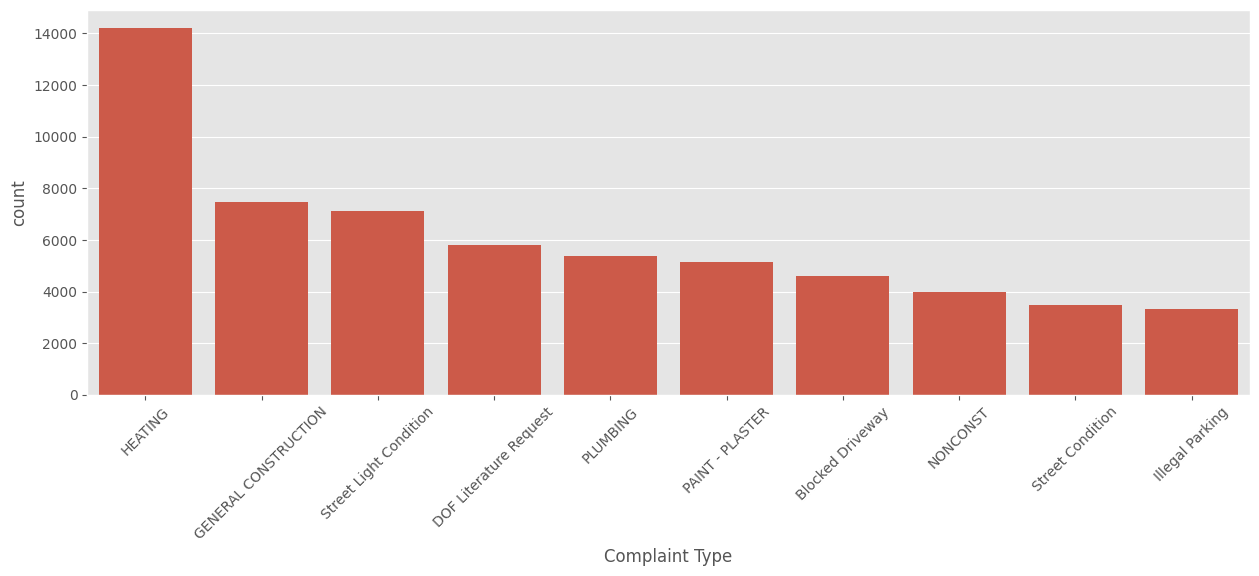 14000
12000
10000
8000
6000
4000
2000
0
count
HEATING
GENERAL CONSTRUCTION
Street Light Condition
DOF Literature Request
PLUMBING
PAINT - PLASTER
Blocked Driveway
NONCONST
Street Condition
Illegal Parking
Complaint Type